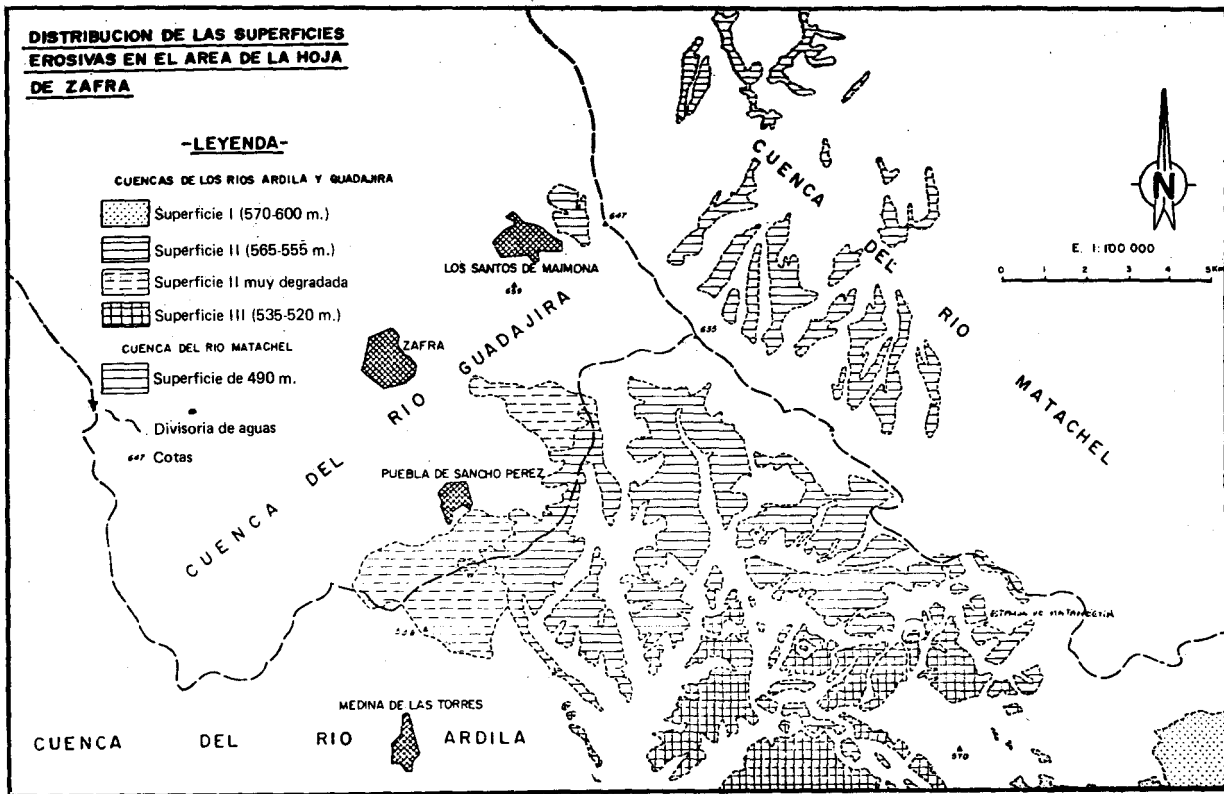 DISTRIBUCION DE LAS SUPERFICIES
EROSIVAS EN EL AREA DE LA HOJA
DE ZAFRA
-LEYENDA-
CUENCAS DE LOS RIOS ARDILA Y GUADAJIRA
Superficie I (570-600 m.)
Superficie II (565-555 m.)
Superficie II muy degradada
Superficie III (535-520 m.)
CUENCA DEL RIO MATACHEL
Superficie de 490 m.
Divisoria de aguas
647 Cotas
CUENCA DEL RIO MATACHEL
N
E. 1:100 000
0 1 2 3 4 5 Km
647
LOS SANTOS DE MAIMONA
635
ZAFRA
CUENCA DEL RIO GUADAJIRA
PUEBLA DE SANCHO PEREZ
MEDINA DE LAS TORRES
CUENCA DEL RIO ARDILA
570